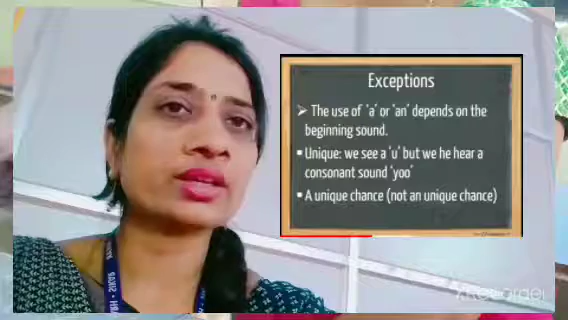 Exceptions
➤ The use of 'a' or 'an' depends on the
beginning sound.
▪ Unique: we see a 'u' but we he hear a
consonant sound 'yoo'
▪ A unique chance (not an unique chance)